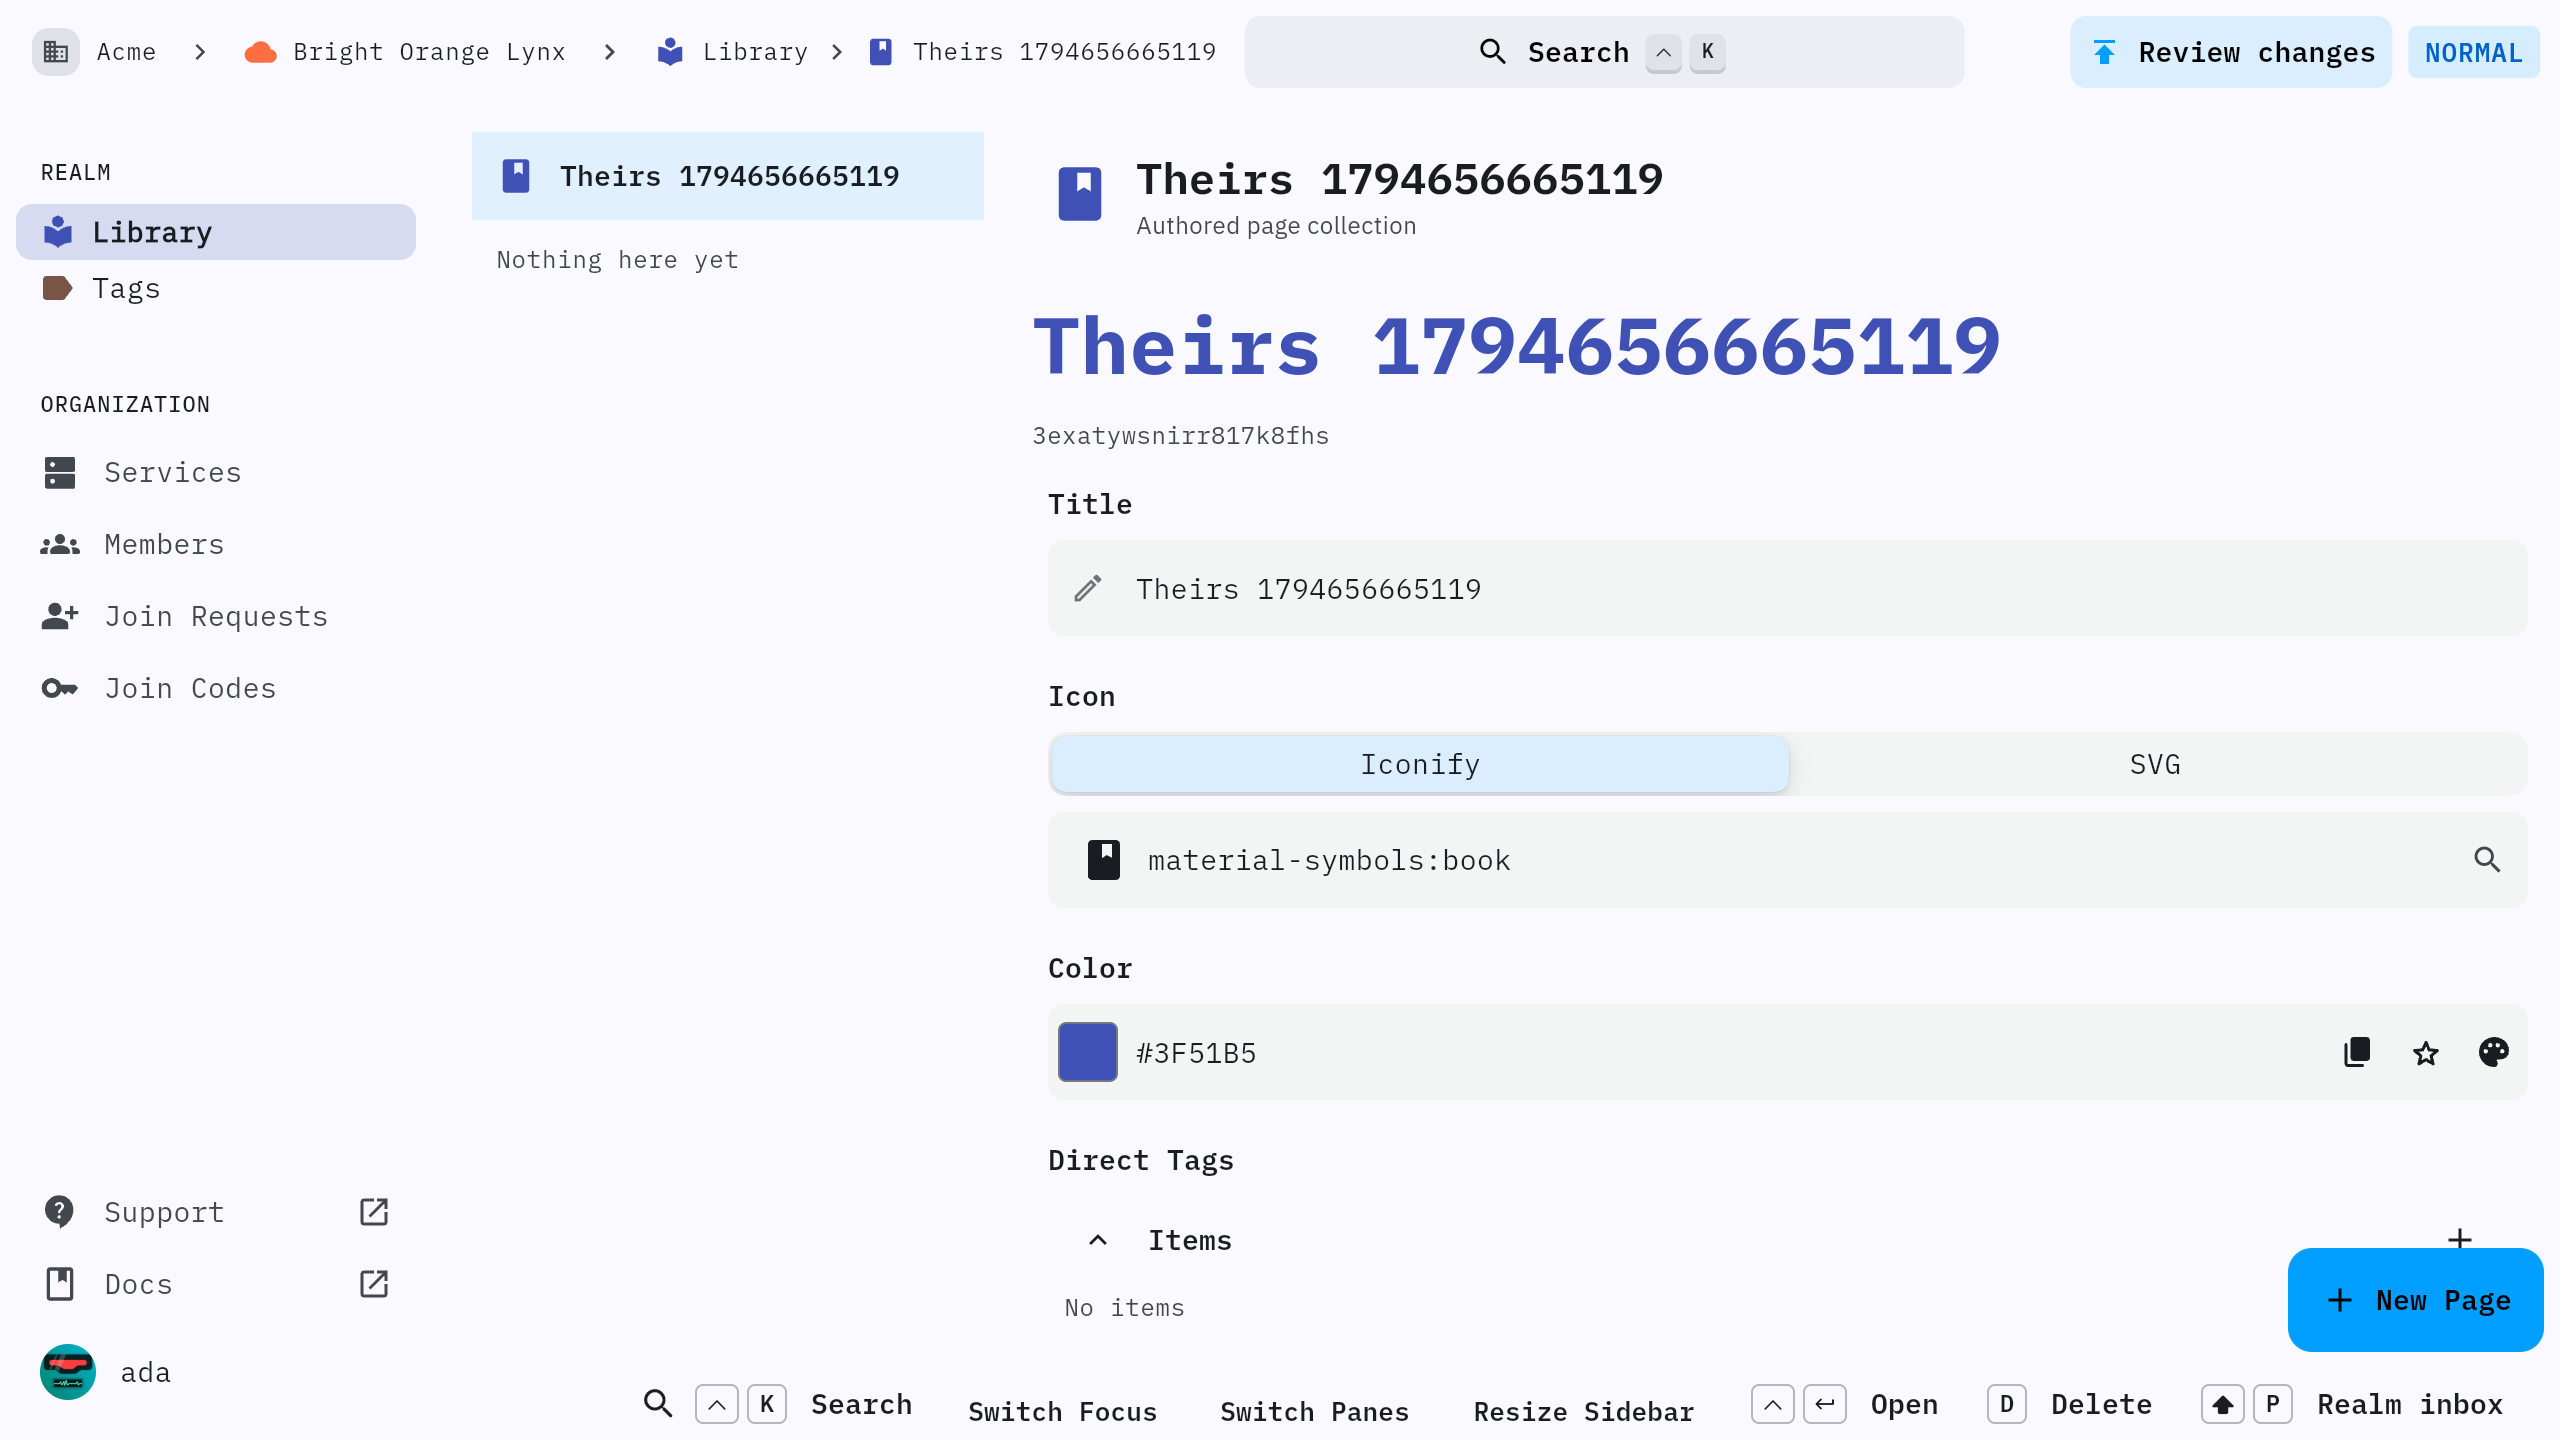 Acme
Bright Orange Lynx
Library
Theirs 1794656665119
Search K
Review changes
NORMAL
REALM
Library
Tags
ORGANIZATION
Services
Members
Join Requests
Join Codes
Support
Docs
ada
Theirs 1794656665119
Nothing here yet
Theirs 1794656665119
Authored page collection
Theirs 1794656665119
3exatywsnirr817k8fhs
Title
Theirs 1794656665119
Icon
Iconify
SVG
material-symbols:book
Color
#3F51B5
Direct Tags
Items
No items
New Page
K Search
Switch Focus
Switch Panes
Resize Sidebar
Open
D Delete
P Realm inbox